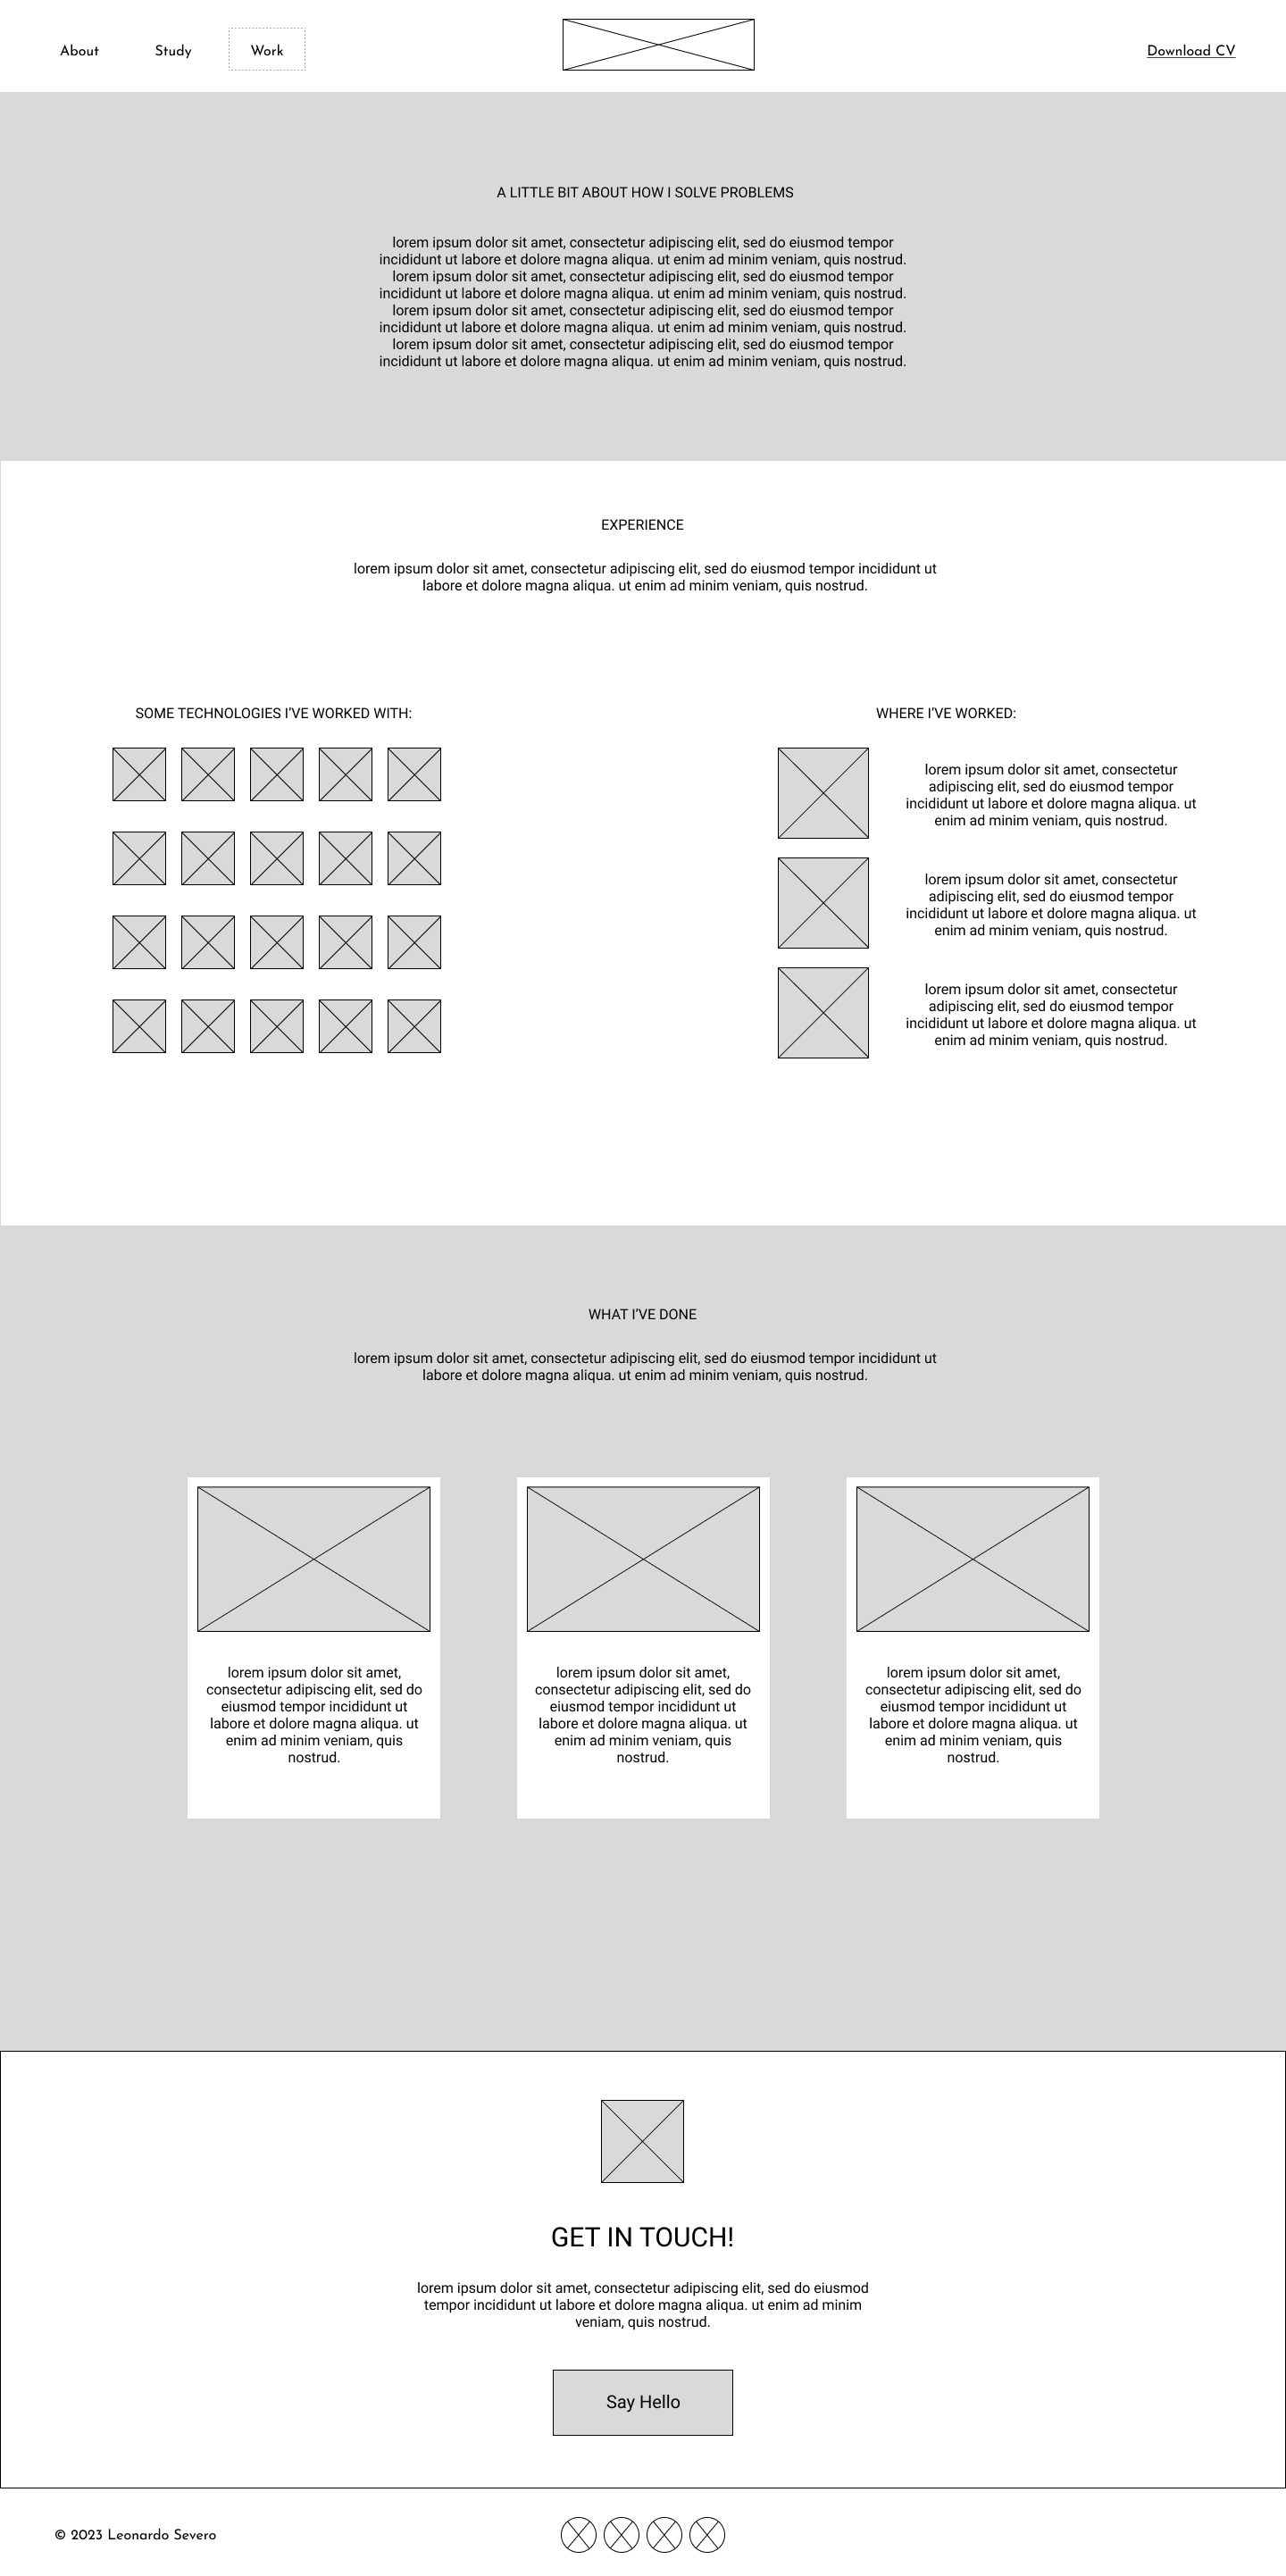 About
Study
Work
Download CV
A LITTLE BIT ABOUT HOW I SOLVE PROBLEMS
lorem ipsum dolor sit amet, consectetur adipiscing elit, sed do eiusmod tempor
incididunt ut labore et dolore magna aliqua. ut enim ad minim veniam, quis nostrud.
lorem ipsum dolor sit amet, consectetur adipiscing elit, sed do eiusmod tempor
incididunt ut labore et dolore magna aliqua. ut enim ad minim veniam, quis nostrud.
lorem ipsum dolor sit amet, consectetur adipiscing elit, sed do eiusmod tempor
incididunt ut labore et dolore magna aliqua. ut enim ad minim veniam, quis nostrud.
lorem ipsum dolor sit amet, consectetur adipiscing elit, sed do eiusmod tempor
incididunt ut labore et dolore magna aliqua. ut enim ad minim veniam, quis nostrud.
EXPERIENCE
lorem ipsum dolor sit amet, consectetur adipiscing elit, sed do eiusmod tempor incididunt ut
labore et dolore magna aliqua. ut enim ad minim veniam, quis nostrud.
SOME TECHNOLOGIES I’VE WORKED WITH:
WHERE I’VE WORKED:
lorem ipsum dolor sit amet, consectetur
adipiscing elit, sed do eiusmod tempor
incididunt ut labore et dolore magna aliqua. ut
enim ad minim veniam, quis nostrud.
lorem ipsum dolor sit amet, consectetur
adipiscing elit, sed do eiusmod tempor
incididunt ut labore et dolore magna aliqua. ut
enim ad minim veniam, quis nostrud.
lorem ipsum dolor sit amet, consectetur
adipiscing elit, sed do eiusmod tempor
incididunt ut labore et dolore magna aliqua. ut
enim ad minim veniam, quis nostrud.
WHAT I’VE DONE
lorem ipsum dolor sit amet, consectetur adipiscing elit, sed do eiusmod tempor incididunt ut
labore et dolore magna aliqua. ut enim ad minim veniam, quis nostrud.
lorem ipsum dolor sit amet,
consectetur adipiscing elit, sed do
eiusmod tempor incididunt ut
labore et dolore magna aliqua. ut
enim ad minim veniam, quis
nostrud.
lorem ipsum dolor sit amet,
consectetur adipiscing elit, sed do
eiusmod tempor incididunt ut
labore et dolore magna aliqua. ut
enim ad minim veniam, quis
nostrud.
lorem ipsum dolor sit amet,
consectetur adipiscing elit, sed do
eiusmod tempor incididunt ut
labore et dolore magna aliqua. ut
enim ad minim veniam, quis
nostrud.
GET IN TOUCH!
lorem ipsum dolor sit amet, consectetur adipiscing elit, sed do eiusmod
tempor incididunt ut labore et dolore magna aliqua. ut enim ad minim
veniam, quis nostrud.
Say Hello
© 2023 Leonardo Severo